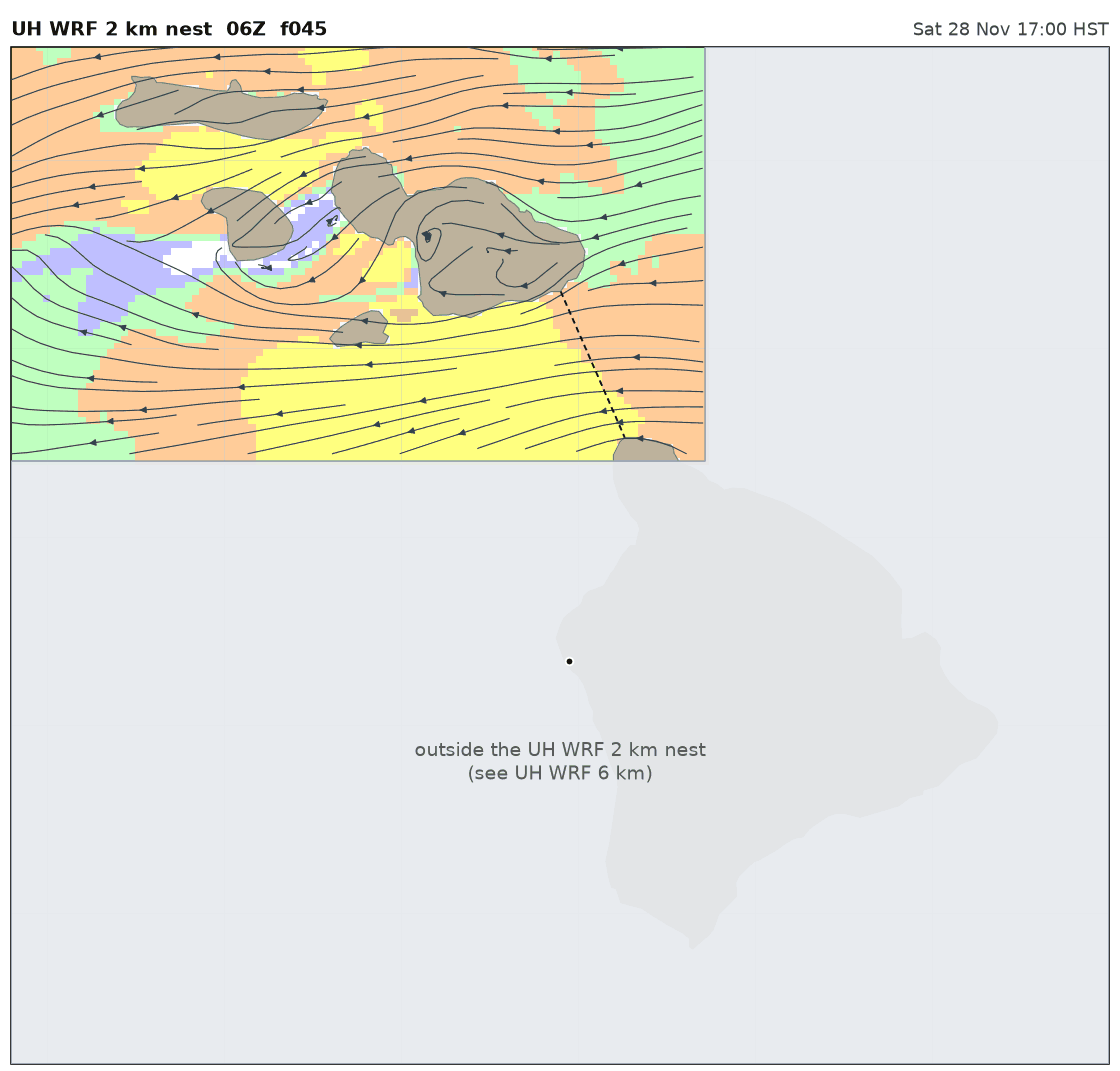 UH WRF 2 km nest  06Z  f045
Sat 28 Nov 17:00 HST
outside the UH WRF 2 km nest
(see UH WRF 6 km)